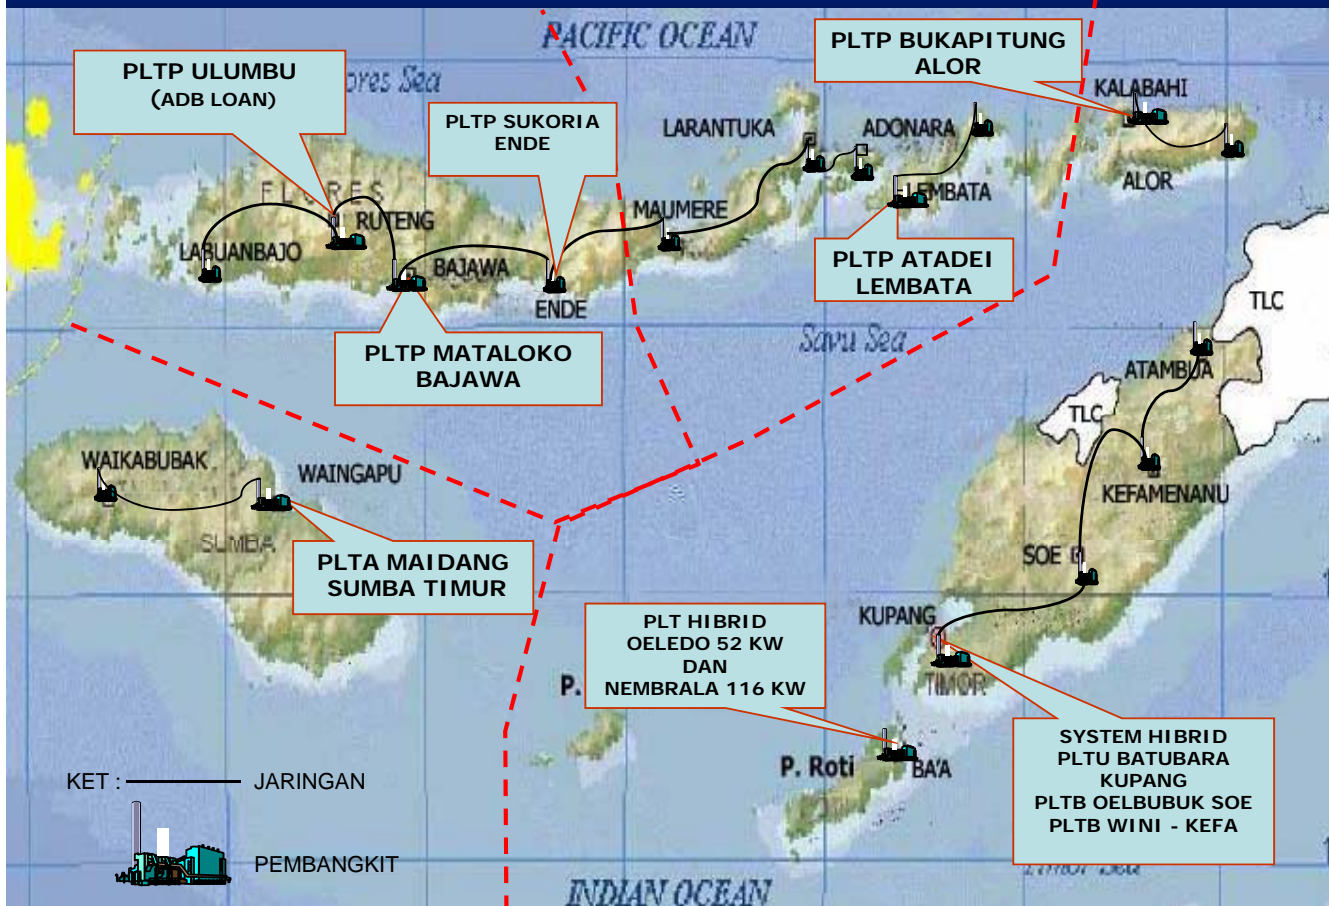 PACIFIC OCEAN
PLTP BUKAPITUNG
ALOR
PLTP ULUMBU
(ADB LOAN)
ores Sea
KALABAHI
PLTP SUKORIA
ENDE
LARANTUKA
ADONARA
FLORES
ALOR
EMBATA
RUTENG
MAUMERE
LABUANBAJO
BAJAWA
PLTP ATADEI
LEMBATA
ENDE
TLC
Savu Sea
PLTP MATALOKO
BAJAWA
ATAMBUA
TLC
WAIKABUBAK
WAINGAPU
KEFAMENANU
SUMBA
PLTA MAIDANG
SUMBA TIMUR
SOE
KUPANG
PLT HIBRID
OELEDO 52 KW
DAN
NEMBRALA 116 KW
P.
TIMOR
SYSTEM HIBRID
PLTU BATUBARA
KUPANG
PLTB OELBUBUK SOE
PLTB WINI - KEFA
P. Roti
BA'A
KET :
JARINGAN
PEMBANGKIT
INDIAN OCEAN